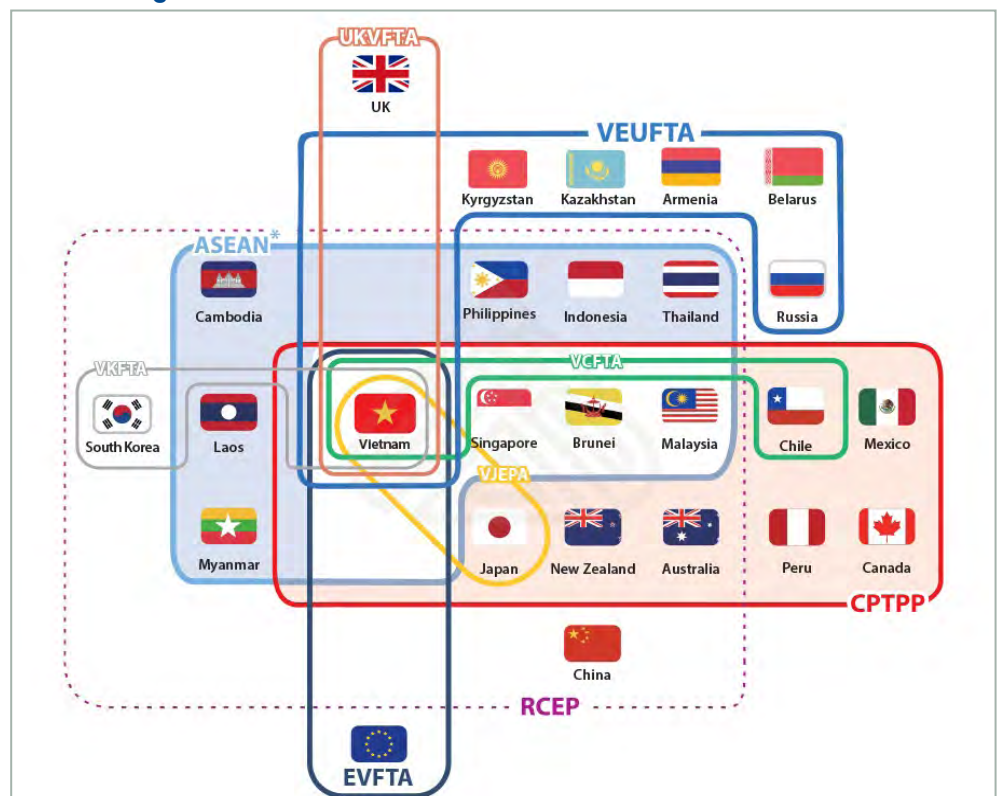 UKVFTA
UK
VEUFTA
Kyrgyzstan
Kazakhstan
Armenia
Belarus
ASEAN*
Cambodia
Philippines
Indonesia
Thailand
Russia
VKFTA
VCFTA
South Korea
Laos
Vietnam
Singapore
Brunei
Malaysia
Chile
Mexico
VJEPA
Myanmar
Japan
New Zealand
Australia
Peru
Canada
CPTPP
China
RCEP
EVFTA